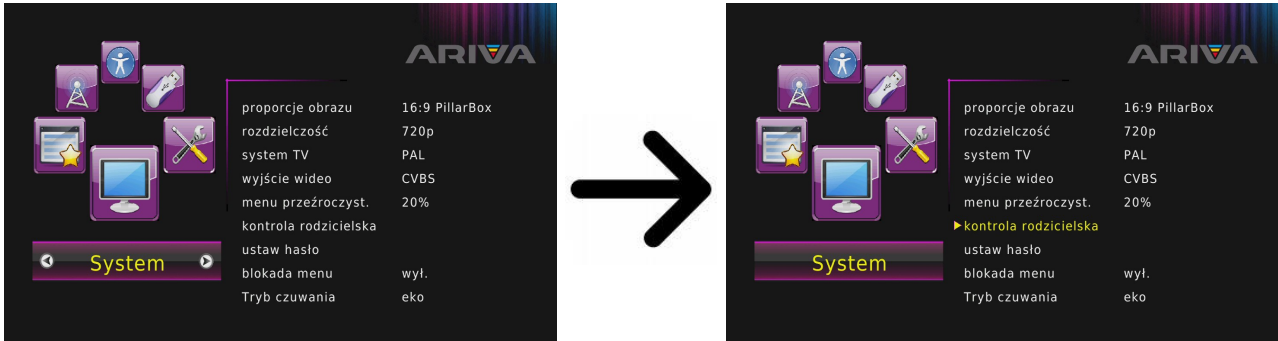 ARIVA
proporcje obrazu 16:9 PillarBox
rozdzielczość 720p
system TV PAL
wyjście wideo CVBS
menu przeźroczyst. 20%
kontrola rodzicielska
ustaw hasło
blokada menu wył.
Tryb czuwania eko
System
ARIVA
proporcje obrazu 16:9 PillarBox
rozdzielczość 720p
system TV PAL
wyjście wideo CVBS
menu przeźroczyst. 20%
kontrola rodzicielska
ustaw hasło
blokada menu wył.
Tryb czuwania eko
System